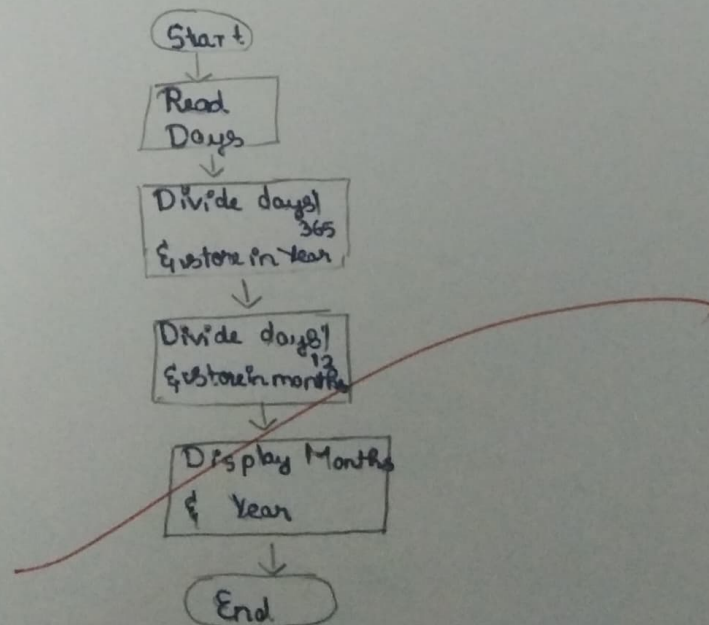 Start
Read
Days
Divide days/
365
& store in Year
Divide days/
12
& store in months
Display Months
& Year
End